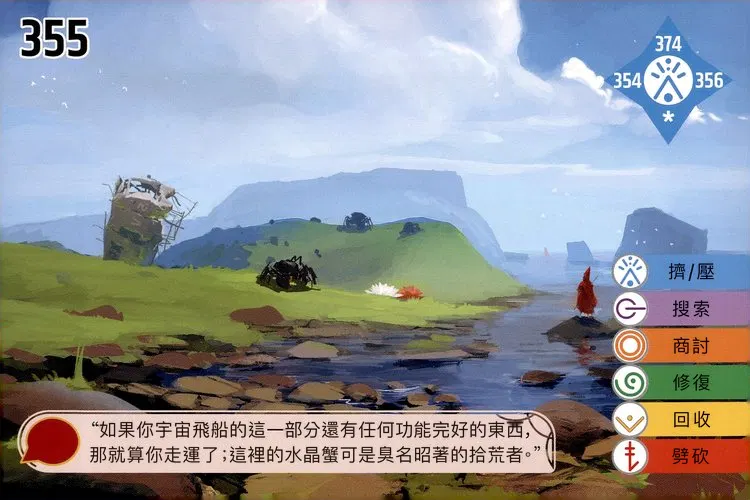 355
374
354
356
*
擠/壓
搜索
商討
修復
回收
劈砍
“如果你宇宙飛船的這一部分還有任何功能完好的東西，
那就算你走運了；這裡的水晶蟹可是臭名昭著的拾荒者。”